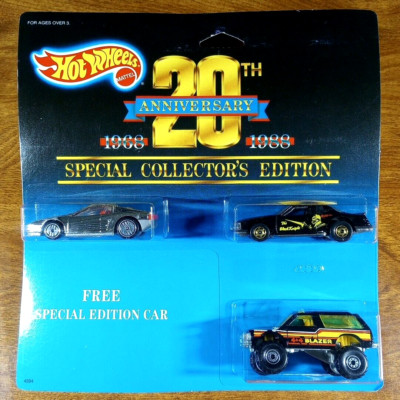 FOR AGES OVER 3.
HOT WHEELS
MATTEL
20TH
ANNIVERSARY
1968 1988
SPECIAL COLLECTOR'S EDITION
FREE
SPECIAL EDITION CAR
4x4 BLAZER